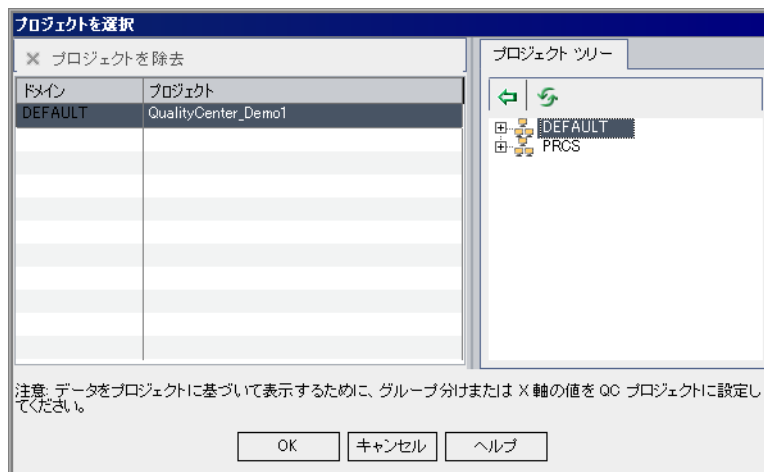 プロジェクトを選択
✕ プロジェクトを除去
ドメイン プロジェクト
DEFAULT QualityCenter_Demo1
プロジェクト ツリー
DEFAULT
PRCS
注意: データをプロジェクトに基づいて表示するために、グループ分けまたは X 軸の値を QC プロジェクトに設定し
てください。
OK キャンセル ヘルプ